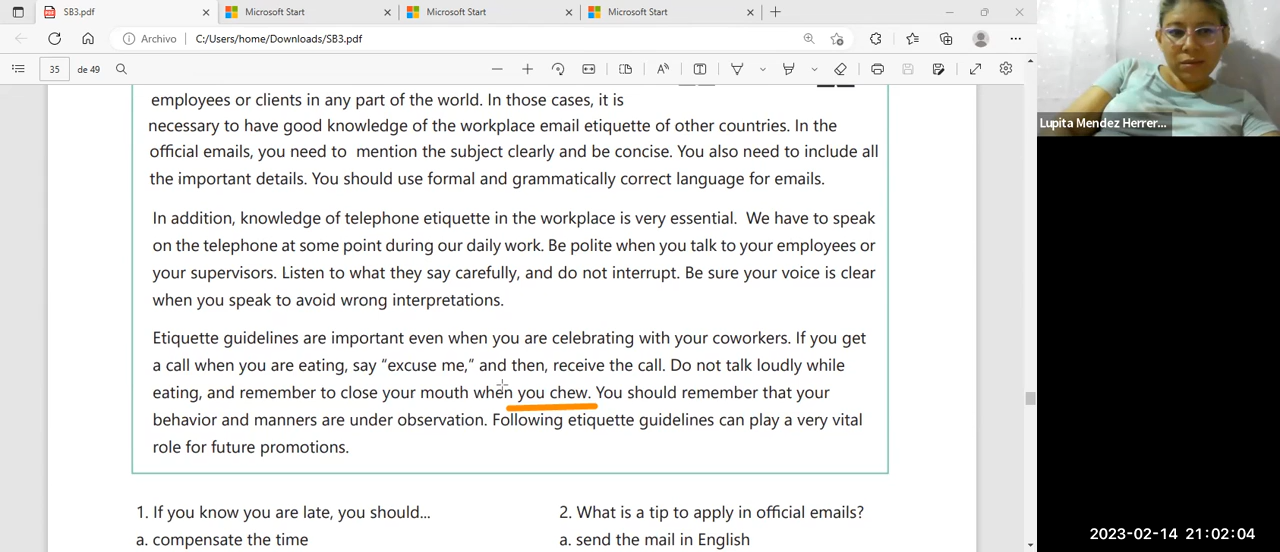 SB3.pdf
Microsoft Start
Microsoft Start
Microsoft Start
Archivo
C:/Users/home/Downloads/SB3.pdf
35
de 49
employees or clients in any part of the world. In those cases, it is
necessary to have good knowledge of the workplace email etiquette of other countries. In the
official emails, you need to mention the subject clearly and be concise. You also need to include all
the important details. You should use formal and grammatically correct language for emails.
In addition, knowledge of telephone etiquette in the workplace is very essential. We have to speak
on the telephone at some point during our daily work. Be polite when you talk to your employees or
your supervisors. Listen to what they say carefully, and do not interrupt. Be sure your voice is clear
when you speak to avoid wrong interpretations.
Etiquette guidelines are important even when you are celebrating with your coworkers. If you get
a call when you are eating, say “excuse me,” and then, receive the call. Do not talk loudly while
eating, and remember to close your mouth when you chew. You should remember that your
behavior and manners are under observation. Following etiquette guidelines can play a very vital
role for future promotions.
1. If you know you are late, you should...
a. compensate the time
2. What is a tip to apply in official emails?
a. send the mail in English
Lupita Mendez Herrer...
2023-02-14 21:02:04